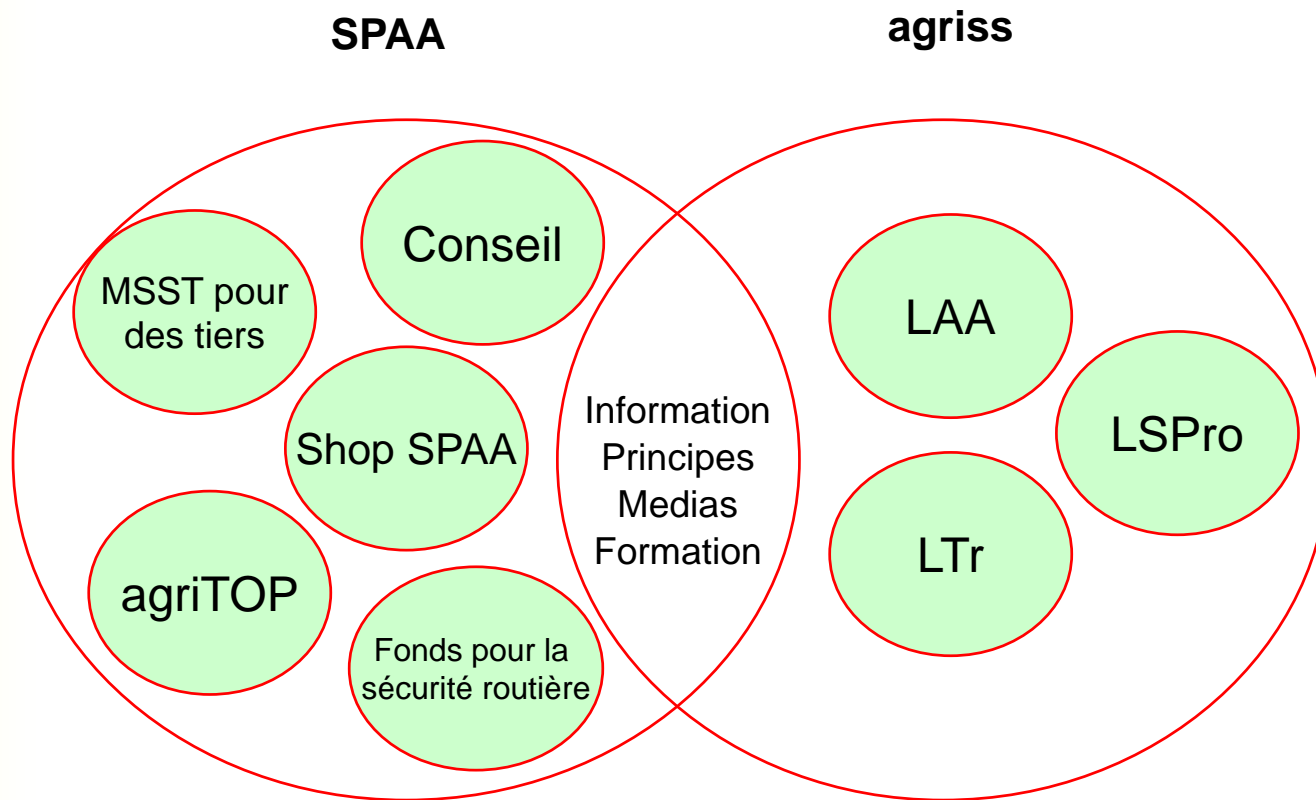 SPAA
agriss
Conseil
MSST pour
des tiers
Shop SPAA
agriTOP
Fonds pour la
sécurité routière
Information
Principes
Medias
Formation
LAA
LSPro
LTr